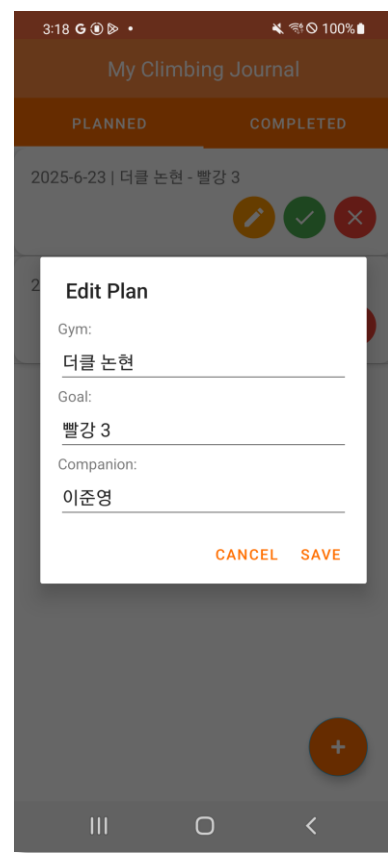 3:18 G
100%
My Climbing Journal
PLANNED COMPLETED
2025-6-23 | 더클 논현 - 빨강 3
2
Edit Plan
Gym:
더클 논현
Goal:
빨강 3
Companion:
이준영
CANCEL SAVE
+